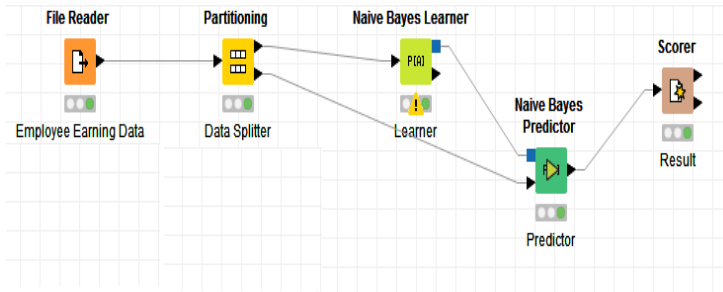 File Reader
Partitioning
Naive Bayes Learner
Scorer
P[A]
Employee Earning Data
Data Splitter
Learner
Naive Bayes
Predictor
Result
Predictor